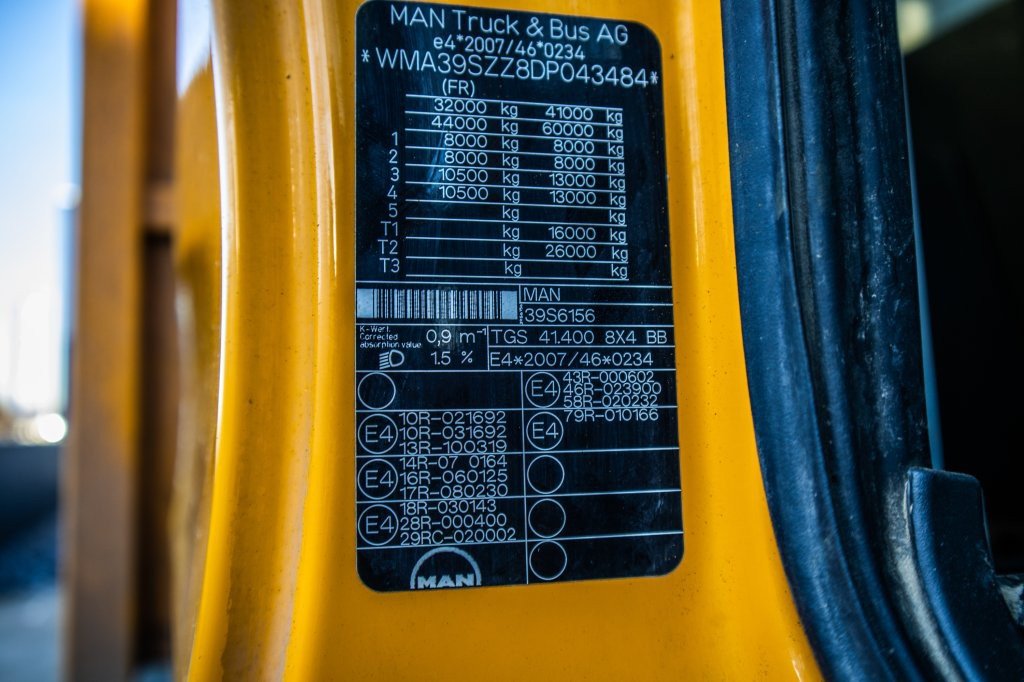 MAN Truck & Bus AG
e4*2007/46*0234
*WMA39SZZ8DP043484*
(FR)
32000 kg 41000 kg
44000 kg 60000 kg
1 8000 kg 8000 kg
2 8000 kg 8000 kg
3 10500 kg 13000 kg
4 10500 kg 13000 kg
5 kg kg
T1 kg 16000 kg
T2 kg 26000 kg
T3 kg kg
MAN
39S6156
K-Wert.
Corrected
absorption value
0,9 m-1
TGS 41.400 8X4 BB
1.5 %
E4*2007/46*0234
E4
43R-000602
46R-023900
58R-020232
E4
10R-021692
10R-031692
13R-100319
E4
79R-010166
E4
14R-07 0164
16R-060125
17R-080230
E4
18R-030143
28R-000400
29RC-020002
MAN